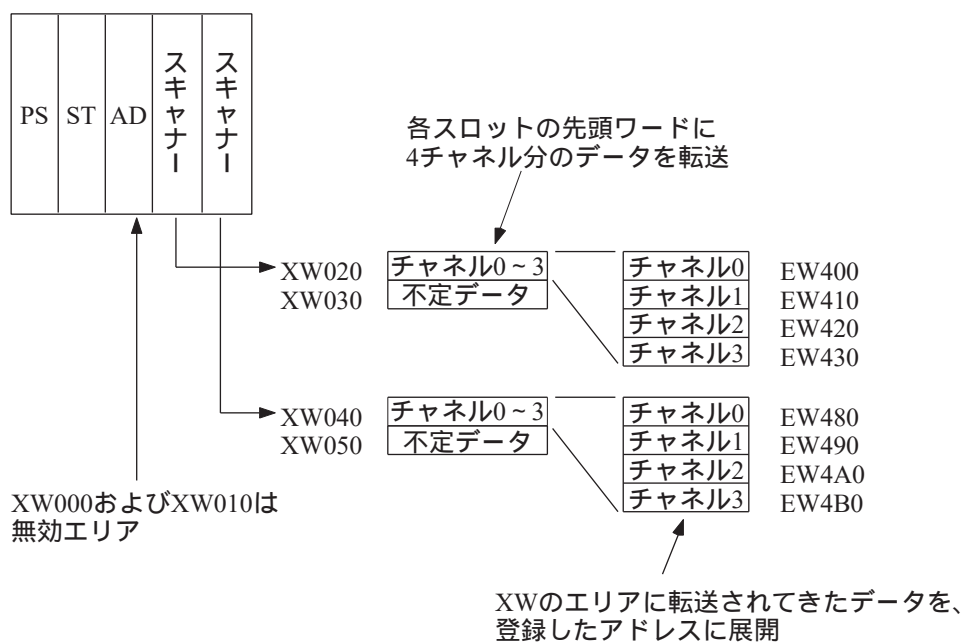 PS
ST
AD
スキャナー
スキャナー
各スロットの先頭ワードに
4チャネル分のデータを転送
XW020
チャネル0~3
XW030
不定データ
チャネル0
EW400
チャネル1
EW410
チャネル2
EW420
チャネル3
EW430
XW040
チャネル0~3
XW050
不定データ
チャネル0
EW480
チャネル1
EW490
チャネル2
EW4A0
チャネル3
EW4B0
XW000およびXW010は
無効エリア
XWのエリアに転送されてきたデータを、
登録したアドレスに展開